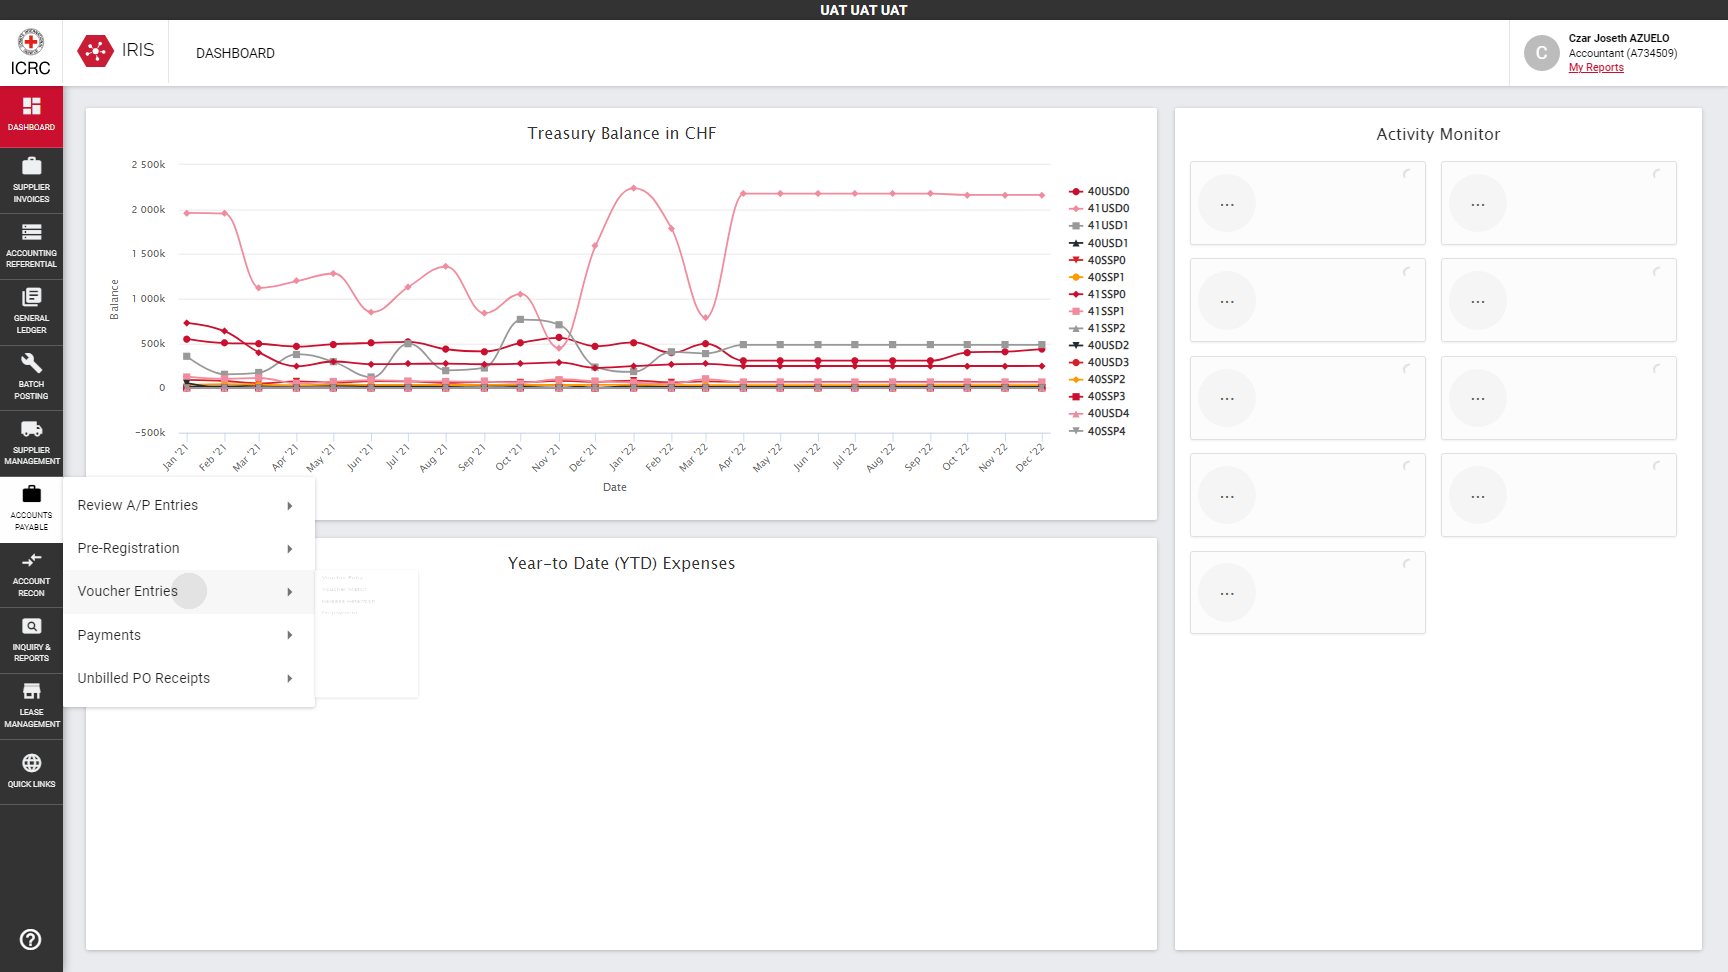 UAT UAT UAT
ICRC
IRIS
DASHBOARD
C
Czar Joseth AZUELO
Accountant (A734509)
My Reports
DASHBOARD
SUPPLIER
INVOICES
ACCOUNTING
REFERENTIAL
GENERAL
LEDGER
BATCH
POSTING
SUPPLIER
MANAGEMENT
ACCOUNTS
PAYABLE
ACCOUNT
RECON
INQUIRY &
REPORTS
LEASE
MANAGEMENT
QUICK LINKS
Treasury Balance in CHF
Balance
2 500k
2 000k
1 500k
1 000k
500k
0
-500k
Jan '21
Feb '21
Mar '21
Apr '21
May '21
Jun '21
Jul '21
Aug '21
Sep '21
Oct '21
Nov '21
Dec '21
Jan '22
Feb '22
Mar '22
Apr '22
May '22
Jun '22
Jul '22
Aug '22
Sep '22
Oct '22
Nov '22
Dec '22
Date
40USD0
41USD0
41USD1
40USD1
40SSP0
40SSP1
41SSP0
41SSP1
41SSP2
40USD2
40USD3
40SSP2
40SSP3
40USD4
40SSP4
Review A/P Entries
Pre-Registration
Voucher Entries
Payments
Unbilled PO Receipts
Year-to Date (YTD) Expenses
Activity Monitor
...
...
...
...
...
...
...
...
...